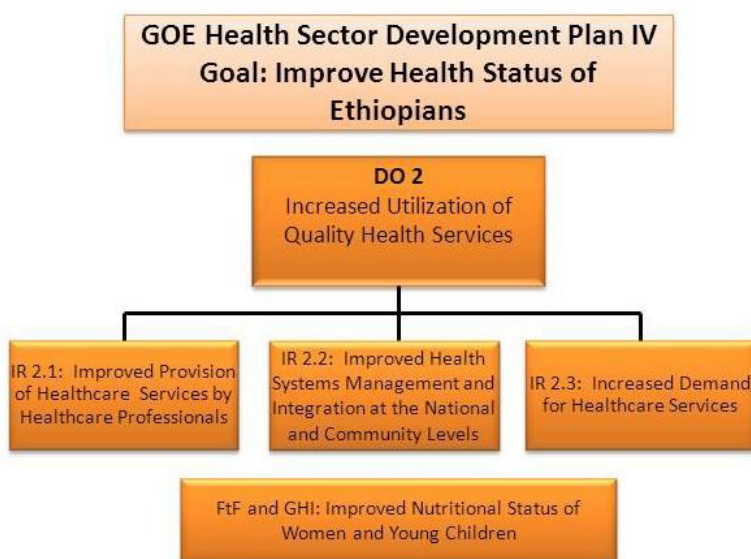 GOE Health Sector Development Plan IV
Goal: Improve Health Status of
Ethiopians
DO 2
Increased Utilization of
Quality Health Services
IR 2.1: Improved Provision
of Healthcare Services by
Healthcare Professionals
IR 2.2: Improved Health
Systems Management and
Integration at the National
and Community Levels
IR 2.3: Increased Demand
for Healthcare Services
FtF and GHI: Improved Nutritional Status of
Women and Young Children